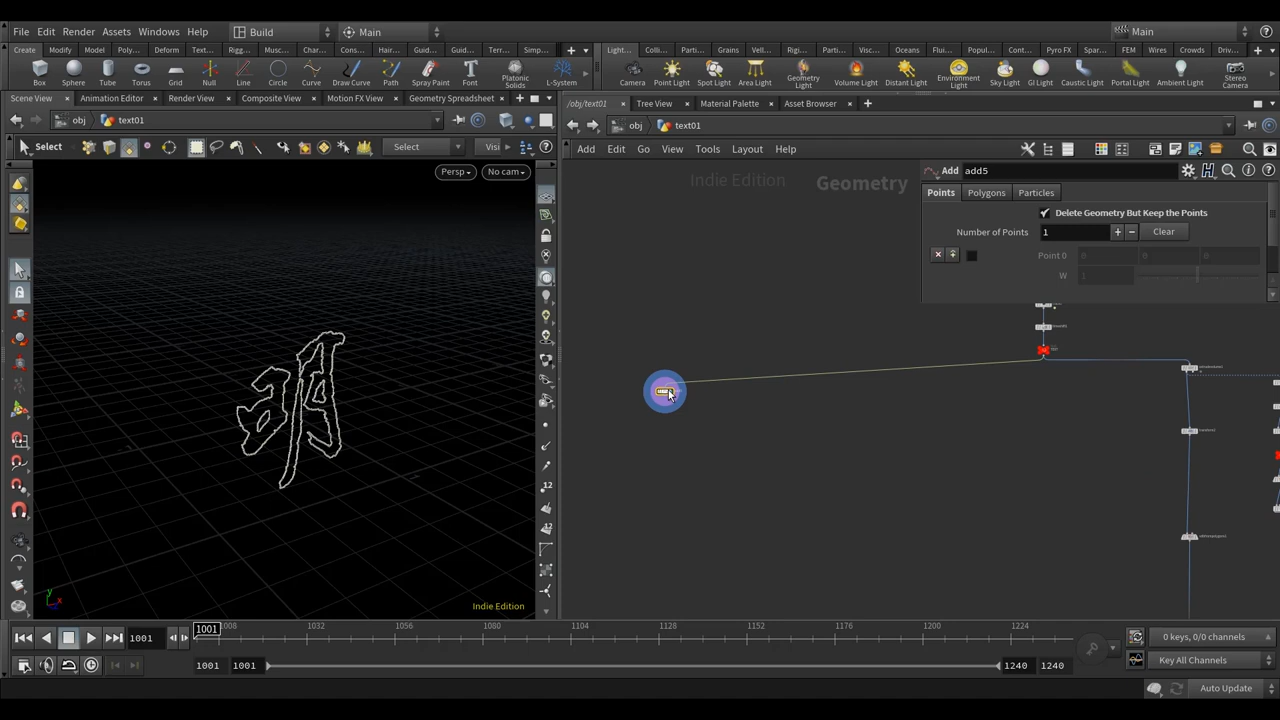 File Edit Render Assets Windows Help Build Main Main
Create Modify Model Poly... Deform Text... Rigg... Musc... Char... Cons... Hair... Guid... Guid... Terr... Simp... Light... Colli... Parti... Grains Vell... Rigi... Parti... Visc... Oceans Flui... Popul... Cont... Pyro FX Spar... FEM Wires Crowds Driv...
Box Sphere Tube Torus Grid Null Line Circle Curve Draw Curve Path Spray Paint Font Platonic Solids L-System Camera Point Light Spot Light Area Light Geometry Light Volume Light Distant Light Environment Light Sky Light GI Light Caustic Light Portal Light Ambient Light Stereo Camera
Scene View Animation Editor Render View Composite View Motion FX View Geometry Spreadsheet /obj/text01 Tree View Material Palette Asset Browser
obj text01 obj text01
Select Select Visi Add Edit Go View Tools Layout Help
Persp No cam Indie Edition Geometry Add add5
Points Polygons Particles
Delete Geometry But Keep the Points
Number of Points 1 + − Clear
Point 0 0 0 0
W 1
明
Indie Edition
1001 1001 1008 1032 1056 1080 1104 1128 1152 1176 1200 1224 0 keys, 0/0 channels
1001 1001 1240 1240 Key All Channels
Auto Update